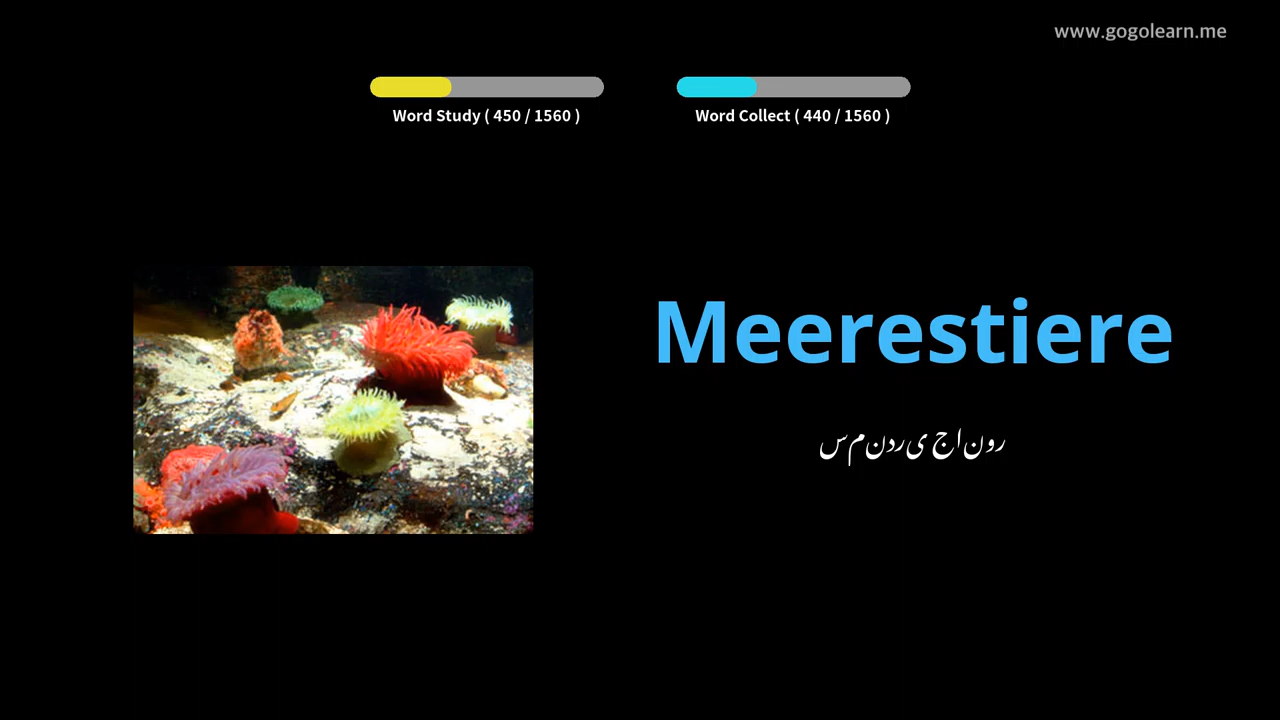 www.gogolearn.me
Word Study ( 450 / 1560 )
Word Collect ( 440 / 1560 )
Meerestiere
سمندری جانور